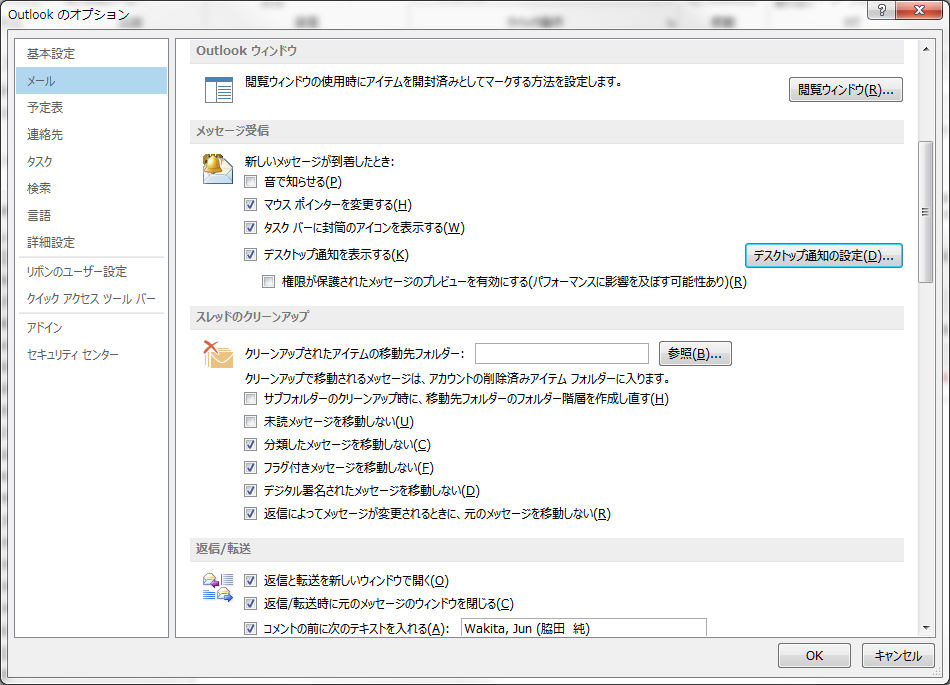 Outlook のオプション
基本設定
メール
予定表
連絡先
タスク
検索
言語
詳細設定
リボンのユーザー設定
クイック アクセス ツール バー
アドイン
セキュリティ センター
Outlook ウィンドウ
閲覧ウィンドウの使用時にアイテムを開封済みとしてマークする方法を設定します。
閲覧ウィンドウ(R)...
メッセージ受信
新しいメッセージが到着したとき:
音で知らせる(P)
マウス ポインターを変更する(H)
タスク バーに封筒のアイコンを表示する(W)
デスクトップ通知を表示する(K)
デスクトップ通知の設定(D)...
権限が保護されたメッセージのプレビューを有効にする(パフォーマンスに影響を及ぼす可能性あり)(R)
スレッドのクリーンアップ
クリーンアップされたアイテムの移動先フォルダー:
参照(B)...
クリーンアップで移動されるメッセージは、アカウントの削除済みアイテム フォルダーに入ります。
サブフォルダーのクリーンアップ時に、移動先フォルダーのフォルダー階層を作成し直す(H)
未読メッセージを移動しない(U)
分類したメッセージを移動しない(C)
フラグ付きメッセージを移動しない(F)
デジタル署名されたメッセージを移動しない(D)
返信によってメッセージが変更されるときに、元のメッセージを移動しない(R)
返信/転送
返信と転送を新しいウィンドウで開く(O)
返信/転送時に元のメッセージのウィンドウを閉じる(C)
コメントの前に次のテキストを入れる(A):
Wakita, Jun (脇田　純)
OK
キャンセル